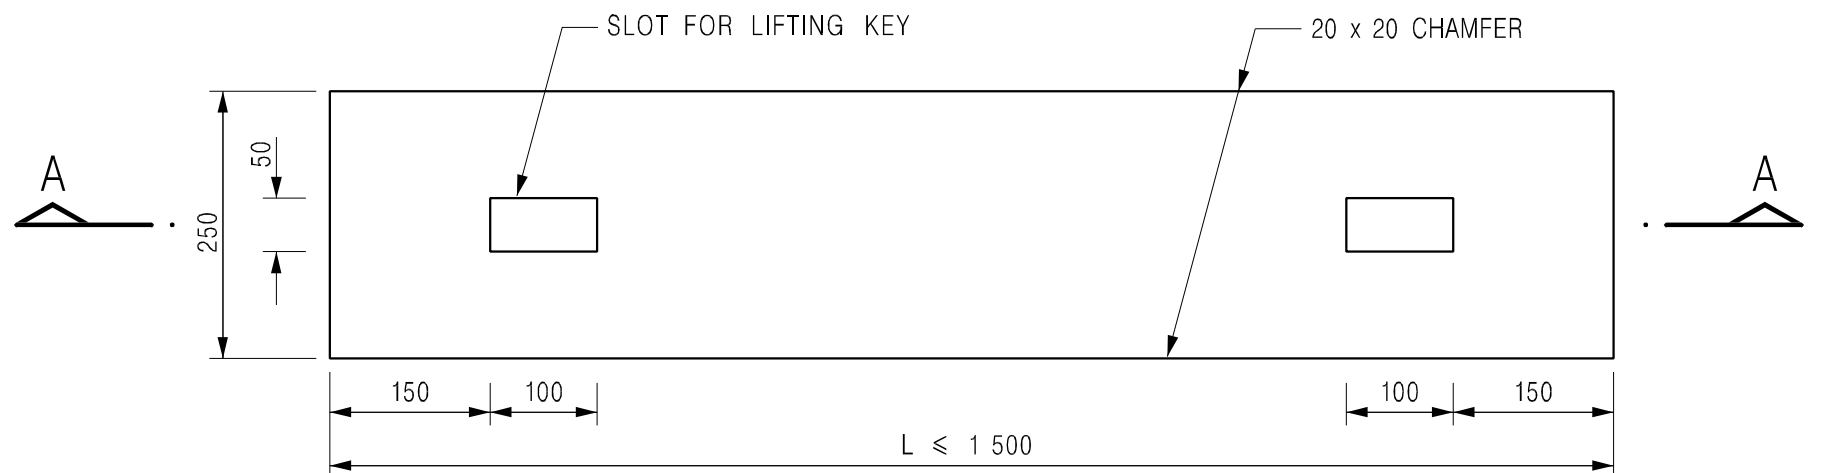 SLOT FOR LIFTING KEY
20 x 20 CHAMFER
A
A
50
250
150
100
100
150
L ≤ 1 500